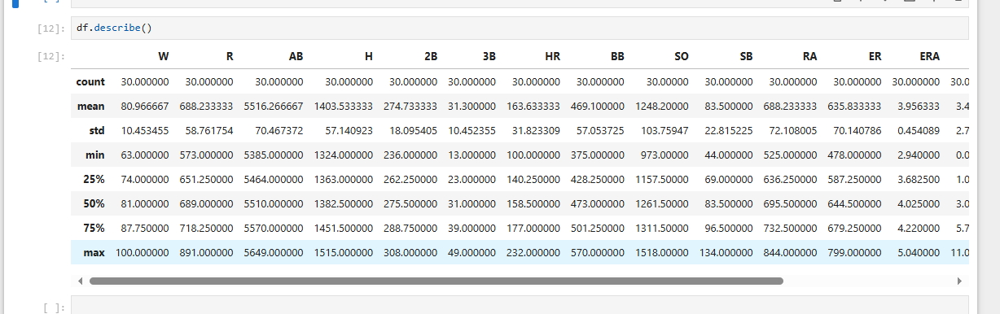 [12]: df.describe()
[12]: W R AB H 2B 3B HR BB SO SB RA ER ERA
count 30.000000 30.000000 30.000000 30.000000 30.000000 30.000000 30.000000 30.000000 30.00000 30.000000 30.000000 30.000000 30.000000 30.0
mean 80.966667 688.233333 5516.266667 1403.533333 274.733333 31.300000 163.633333 469.100000 1248.20000 83.500000 688.233333 635.833333 3.956333 3.4
std 10.453455 58.761754 70.467372 57.140923 18.095405 10.452355 31.823309 57.053725 103.75947 22.815225 72.108005 70.140786 0.454089 2.7
min 63.000000 573.000000 5385.000000 1324.000000 236.000000 13.000000 100.000000 375.000000 973.00000 44.000000 525.000000 478.000000 2.940000 0.0
25% 74.000000 651.250000 5464.000000 1363.000000 262.250000 23.000000 140.250000 428.250000 1157.50000 69.000000 636.250000 587.250000 3.682500 1.0
50% 81.000000 689.000000 5510.000000 1382.500000 275.500000 31.000000 158.500000 473.000000 1261.50000 83.500000 695.500000 644.500000 4.025000 3.0
75% 87.750000 718.250000 5570.000000 1451.500000 288.750000 39.000000 177.000000 501.250000 1311.50000 96.500000 732.500000 679.250000 4.220000 5.7
max 100.000000 891.000000 5649.000000 1515.000000 308.000000 49.000000 232.000000 570.000000 1518.00000 134.000000 844.000000 799.000000 5.040000 11.0
[ ]: